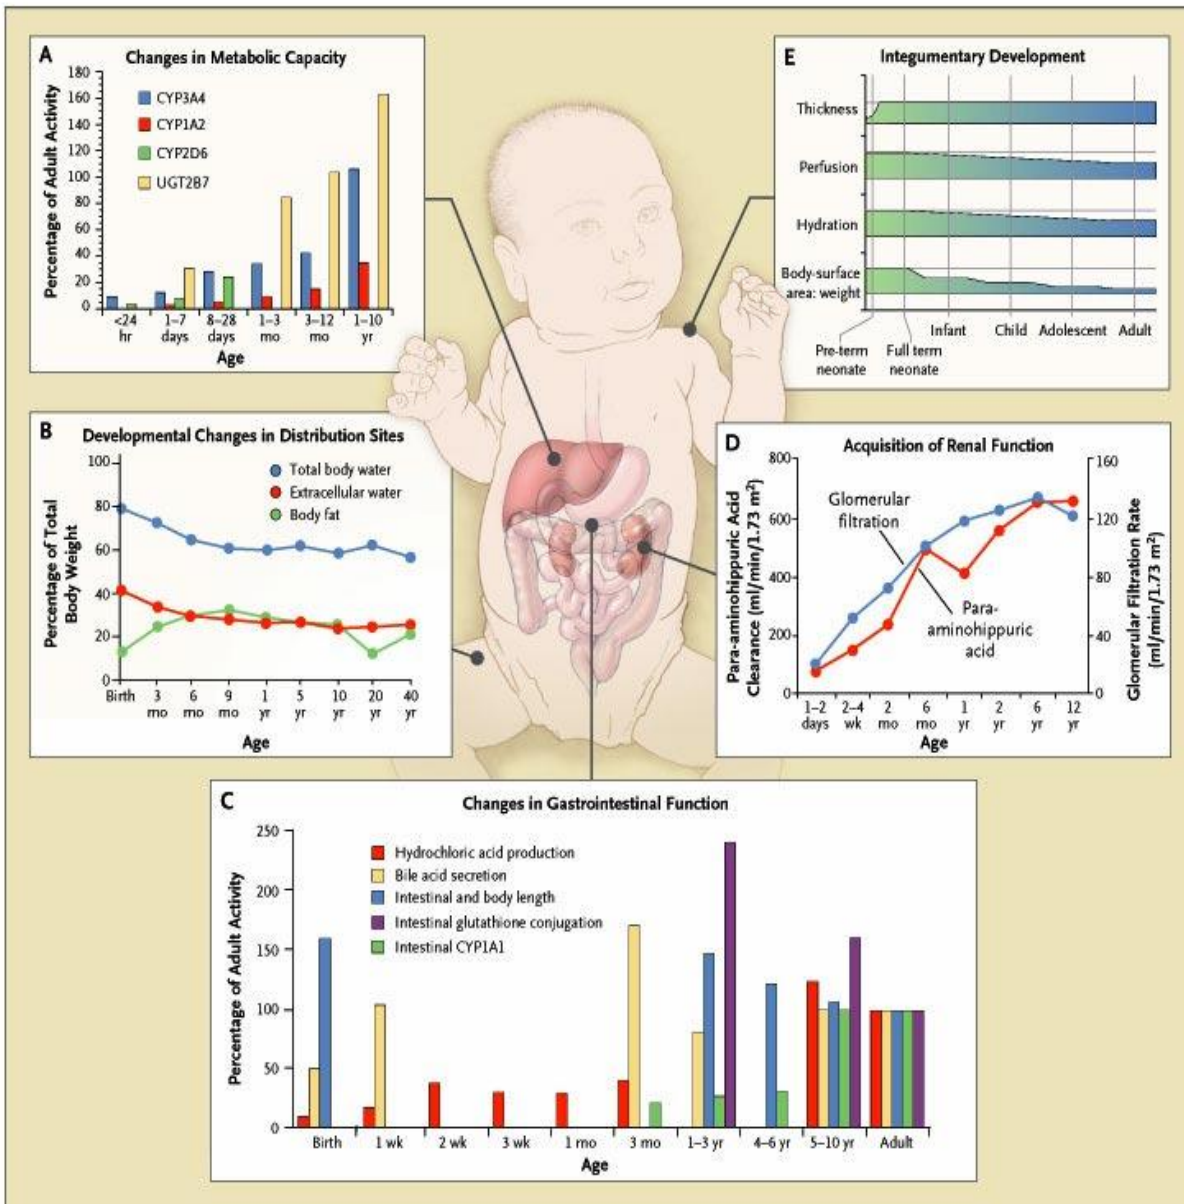 A
Changes in Metabolic Capacity
Percentage of Adult Activity
180
160
140
120
100
80
60
40
20
0
CYP3A4
CYP1A2
CYP2D6
UGT2B7
<24 1–7 8–28 1–3 3–12 1–10
hr days days mo mo yr
Age
E
Integumentary Development
Thickness
Perfusion
Hydration
Body-surface
area: weight
Infant Child Adolescent Adult
Pre-term Full term
neonate neonate
B
Developmental Changes in Distribution Sites
Percentage of Total
Body Weight
100
80
60
40
20
0
Total body water
Extracellular water
Body fat
Birth 3 6 9 1 5 10 20 40
mo mo mo yr yr yr yr yr
Age
D
Acquisition of Renal Function
Para-aminohippuric Acid
Clearance (ml/min/1.73 m²)
800
600
400
200
0
Glomerular
filtration
Para-
aminohippuric
acid
160
120
80
40
0
Glomerular Filtration Rate
(ml/min/1.73 m²)
1–2 2–4 2 6 1 2 6 12
days wk mo mo yr yr yr yr
Age
C
Changes in Gastrointestinal Function
Percentage of Adult Activity
250
200
150
100
50
0
Hydrochloric acid production
Bile acid secretion
Intestinal and body length
Intestinal glutathione conjugation
Intestinal CYP1A1
Birth 1 wk 2 wk 3 wk 1 mo 3 mo 1–3 yr 4–6 yr 5–10 yr Adult
Age